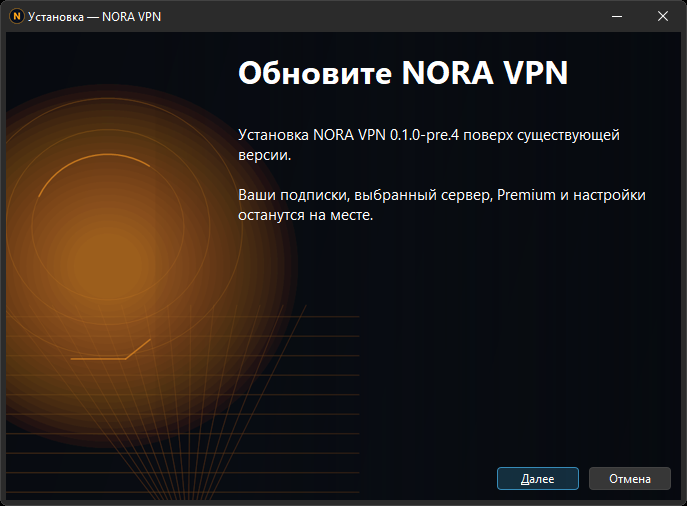 N Установка — NORA VPN
Обновите NORA VPN
Установка NORA VPN 0.1.0-pre.4 поверх существующей
версии.
Ваши подписки, выбранный сервер, Premium и настройки
останутся на месте.
Далее
Отмена